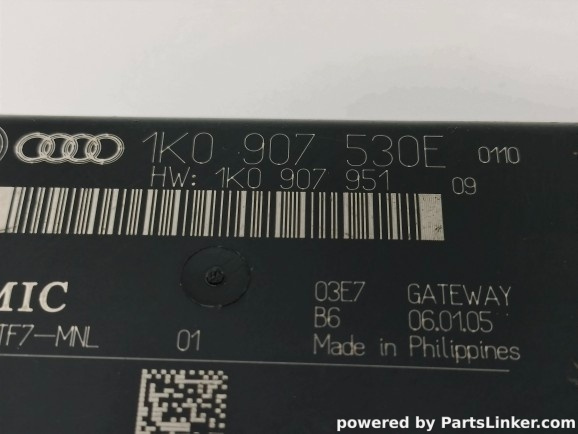 1K0 907 530E 0110
HW: 1K0 907 951 09
MIC
03E7 GATEWAY
TF7-MNL 01 B6 06.01.05
Made in Philippines
powered by PartsLinker.com